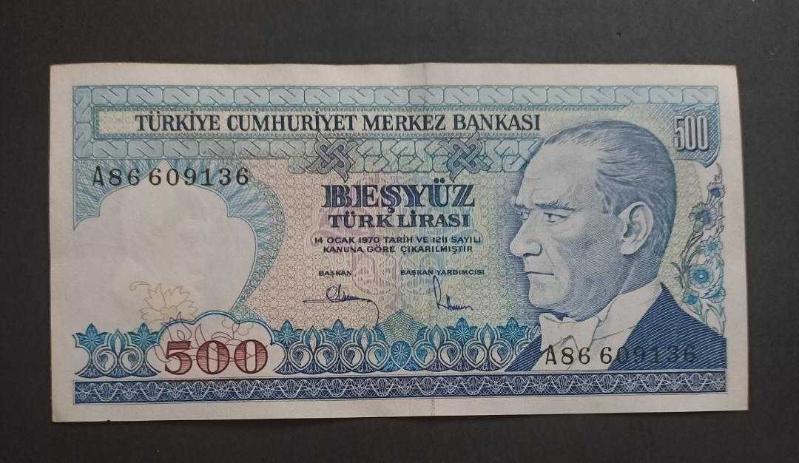 TÜRKİYE CUMHURİYET MERKEZ BANKASI
500
A86 609136
BEŞYÜZ
TÜRK LİRASI
14 OCAK 1970 TARİH VE 1211 SAYILI
KANUNA GÖRE ÇIKARILMIŞTIR
BAŞKAN BAŞKAN YARDIMCISI
500
A86 609136